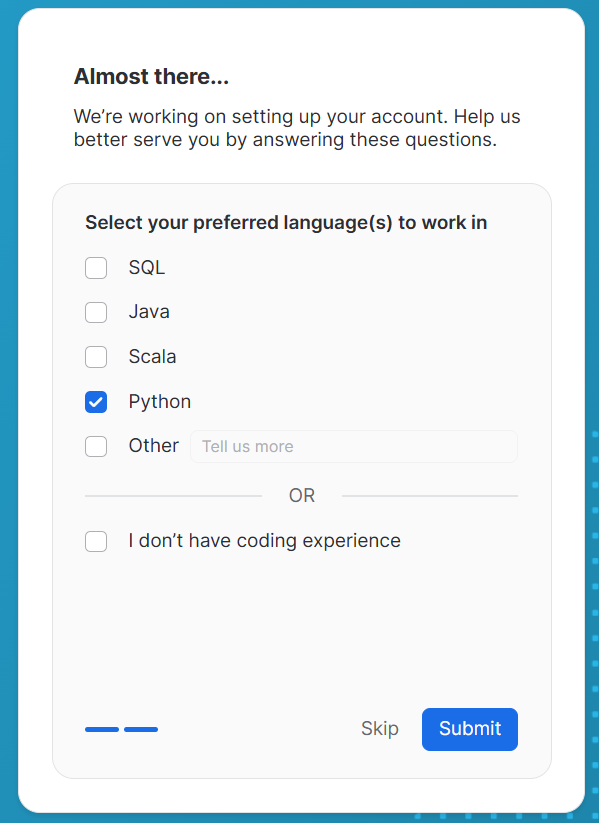 Almost there...
We’re working on setting up your account. Help us
better serve you by answering these questions.
Select your preferred language(s) to work in
SQL
Java
Scala
Python
Other Tell us more
OR
I don’t have coding experience
Skip Submit